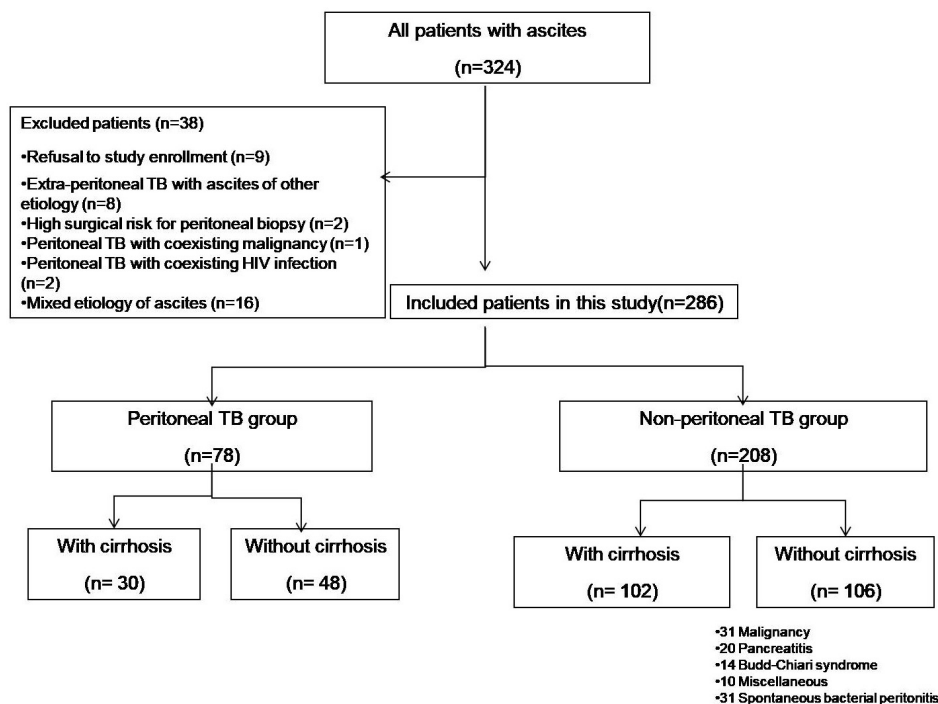 All patients with ascites
(n=324)
Excluded patients (n=38)
•Refusal to study enrollment (n=9)
•Extra-peritoneal TB with ascites of other
etiology (n=8)
•High surgical risk for peritoneal biopsy (n=2)
•Peritoneal TB with coexisting malignancy (n=1)
•Peritoneal TB with coexisting HIV infection
(n=2)
•Mixed etiology of ascites (n=16)
Included patients in this study(n=286)
Peritoneal TB group
(n=78)
Non-peritoneal TB group
(n=208)
With cirrhosis
(n= 30)
Without cirrhosis
(n= 48)
With cirrhosis
(n= 102)
Without cirrhosis
(n= 106)
•31 Malignancy
•20 Pancreatitis
•14 Budd-Chiari syndrome
•10 Miscellaneous
•31 Spontaneous bacterial peritonitis